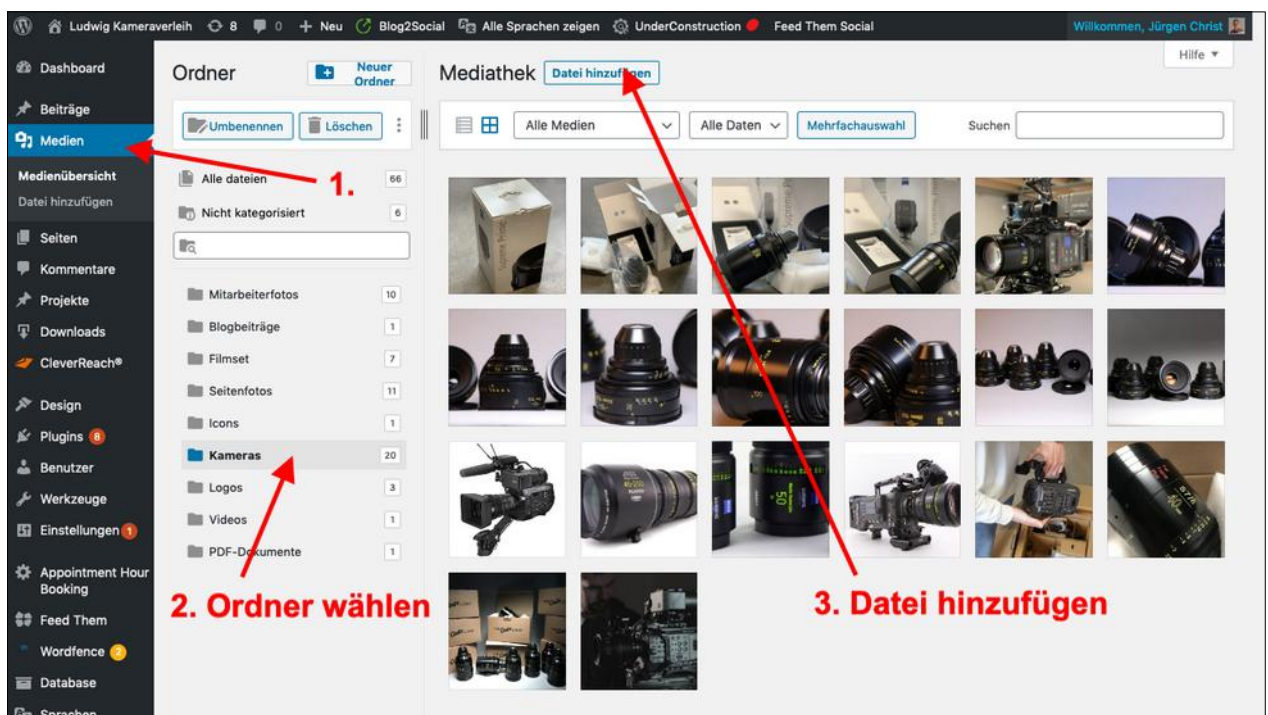 Ludwig Kameraverleih 8 0 + Neu Blog2Social Alle Sprachen zeigen UnderConstruction Feed Them Social Willkommen, Jürgen Christ
Hilfe
Dashboard
Beiträge
Medien
Medienübersicht
Datei hinzufügen
Seiten
Kommentare
Projekte
Downloads
CleverReach®
Design
Plugins 8
Benutzer
Werkzeuge
Einstellungen 1
Appointment Hour
Booking
Feed Them
Wordfence 2
Database
Sprachen
Ordner
Neuer
Ordner
Umbenennen
Löschen
1.
Alle dateien 66
Nicht kategorisiert 6
Mitarbeiterfotos 10
Blogbeiträge 1
Filmset 7
Seitenfotos 11
Icons 1
Kameras 20
Logos 3
Videos 1
PDF-Dokumente 1
2. Ordner wählen
Mediathek Datei hinzufügen
Alle Medien Alle Daten Mehrfachauswahl Suchen
Supreme Prime
50
3. Datei hinzufügen